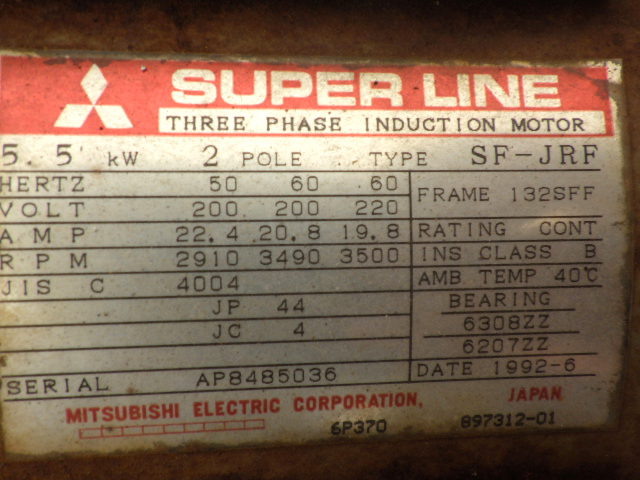 SUPER LINE
THREE PHASE INDUCTION MOTOR
5.5 kW 2 POLE TYPE SF-JRF
HERTZ 50 60 60 FRAME 132SFF
VOLT 200 200 220
AMP 22.4 20.8 19.8 RATING CONT
RPM 2910 3490 3500 INS CLASS B
JIS C 4004 AMB TEMP 40℃
JP 44 BEARING
JC 4 6308ZZ
6207ZZ
SERIAL AP8485036 DATE 1992-6
MITSUBISHI ELECTRIC CORPORATION, JAPAN
6P370 897312-01